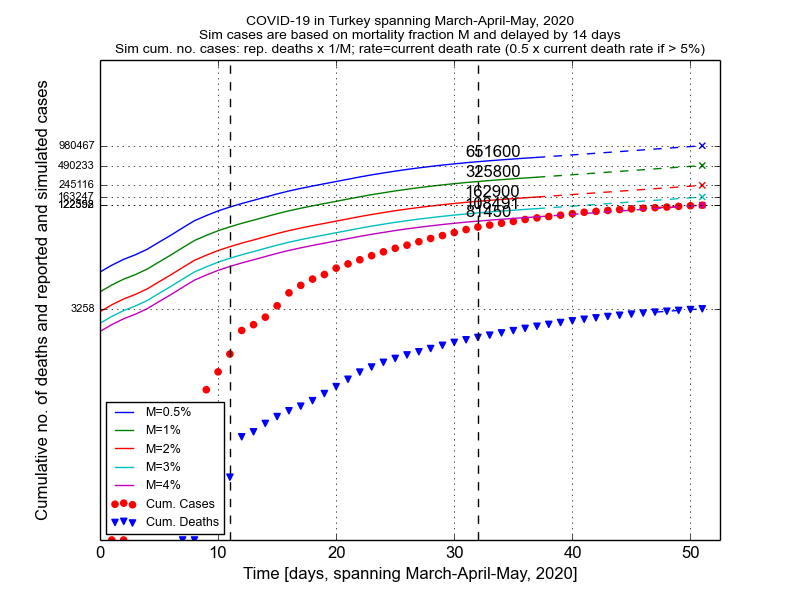 COVID-19 in Turkey spanning March-April-May, 2020
Sim cases are based on mortality fraction M and delayed by 14 days
Sim cum. no. cases: rep. deaths x 1/M; rate=current death rate (0.5 x current death rate if > 5%)
Cumulative no. of deaths and reported and simulated cases
980467
490233
245116
163247
3258
651600
325800
162900
108491
81450
M=0.5%
M=1%
M=2%
M=3%
M=4%
Cum. Cases
Cum. Deaths
0 10 20 30 40 50
Time [days, spanning March-April-May, 2020]